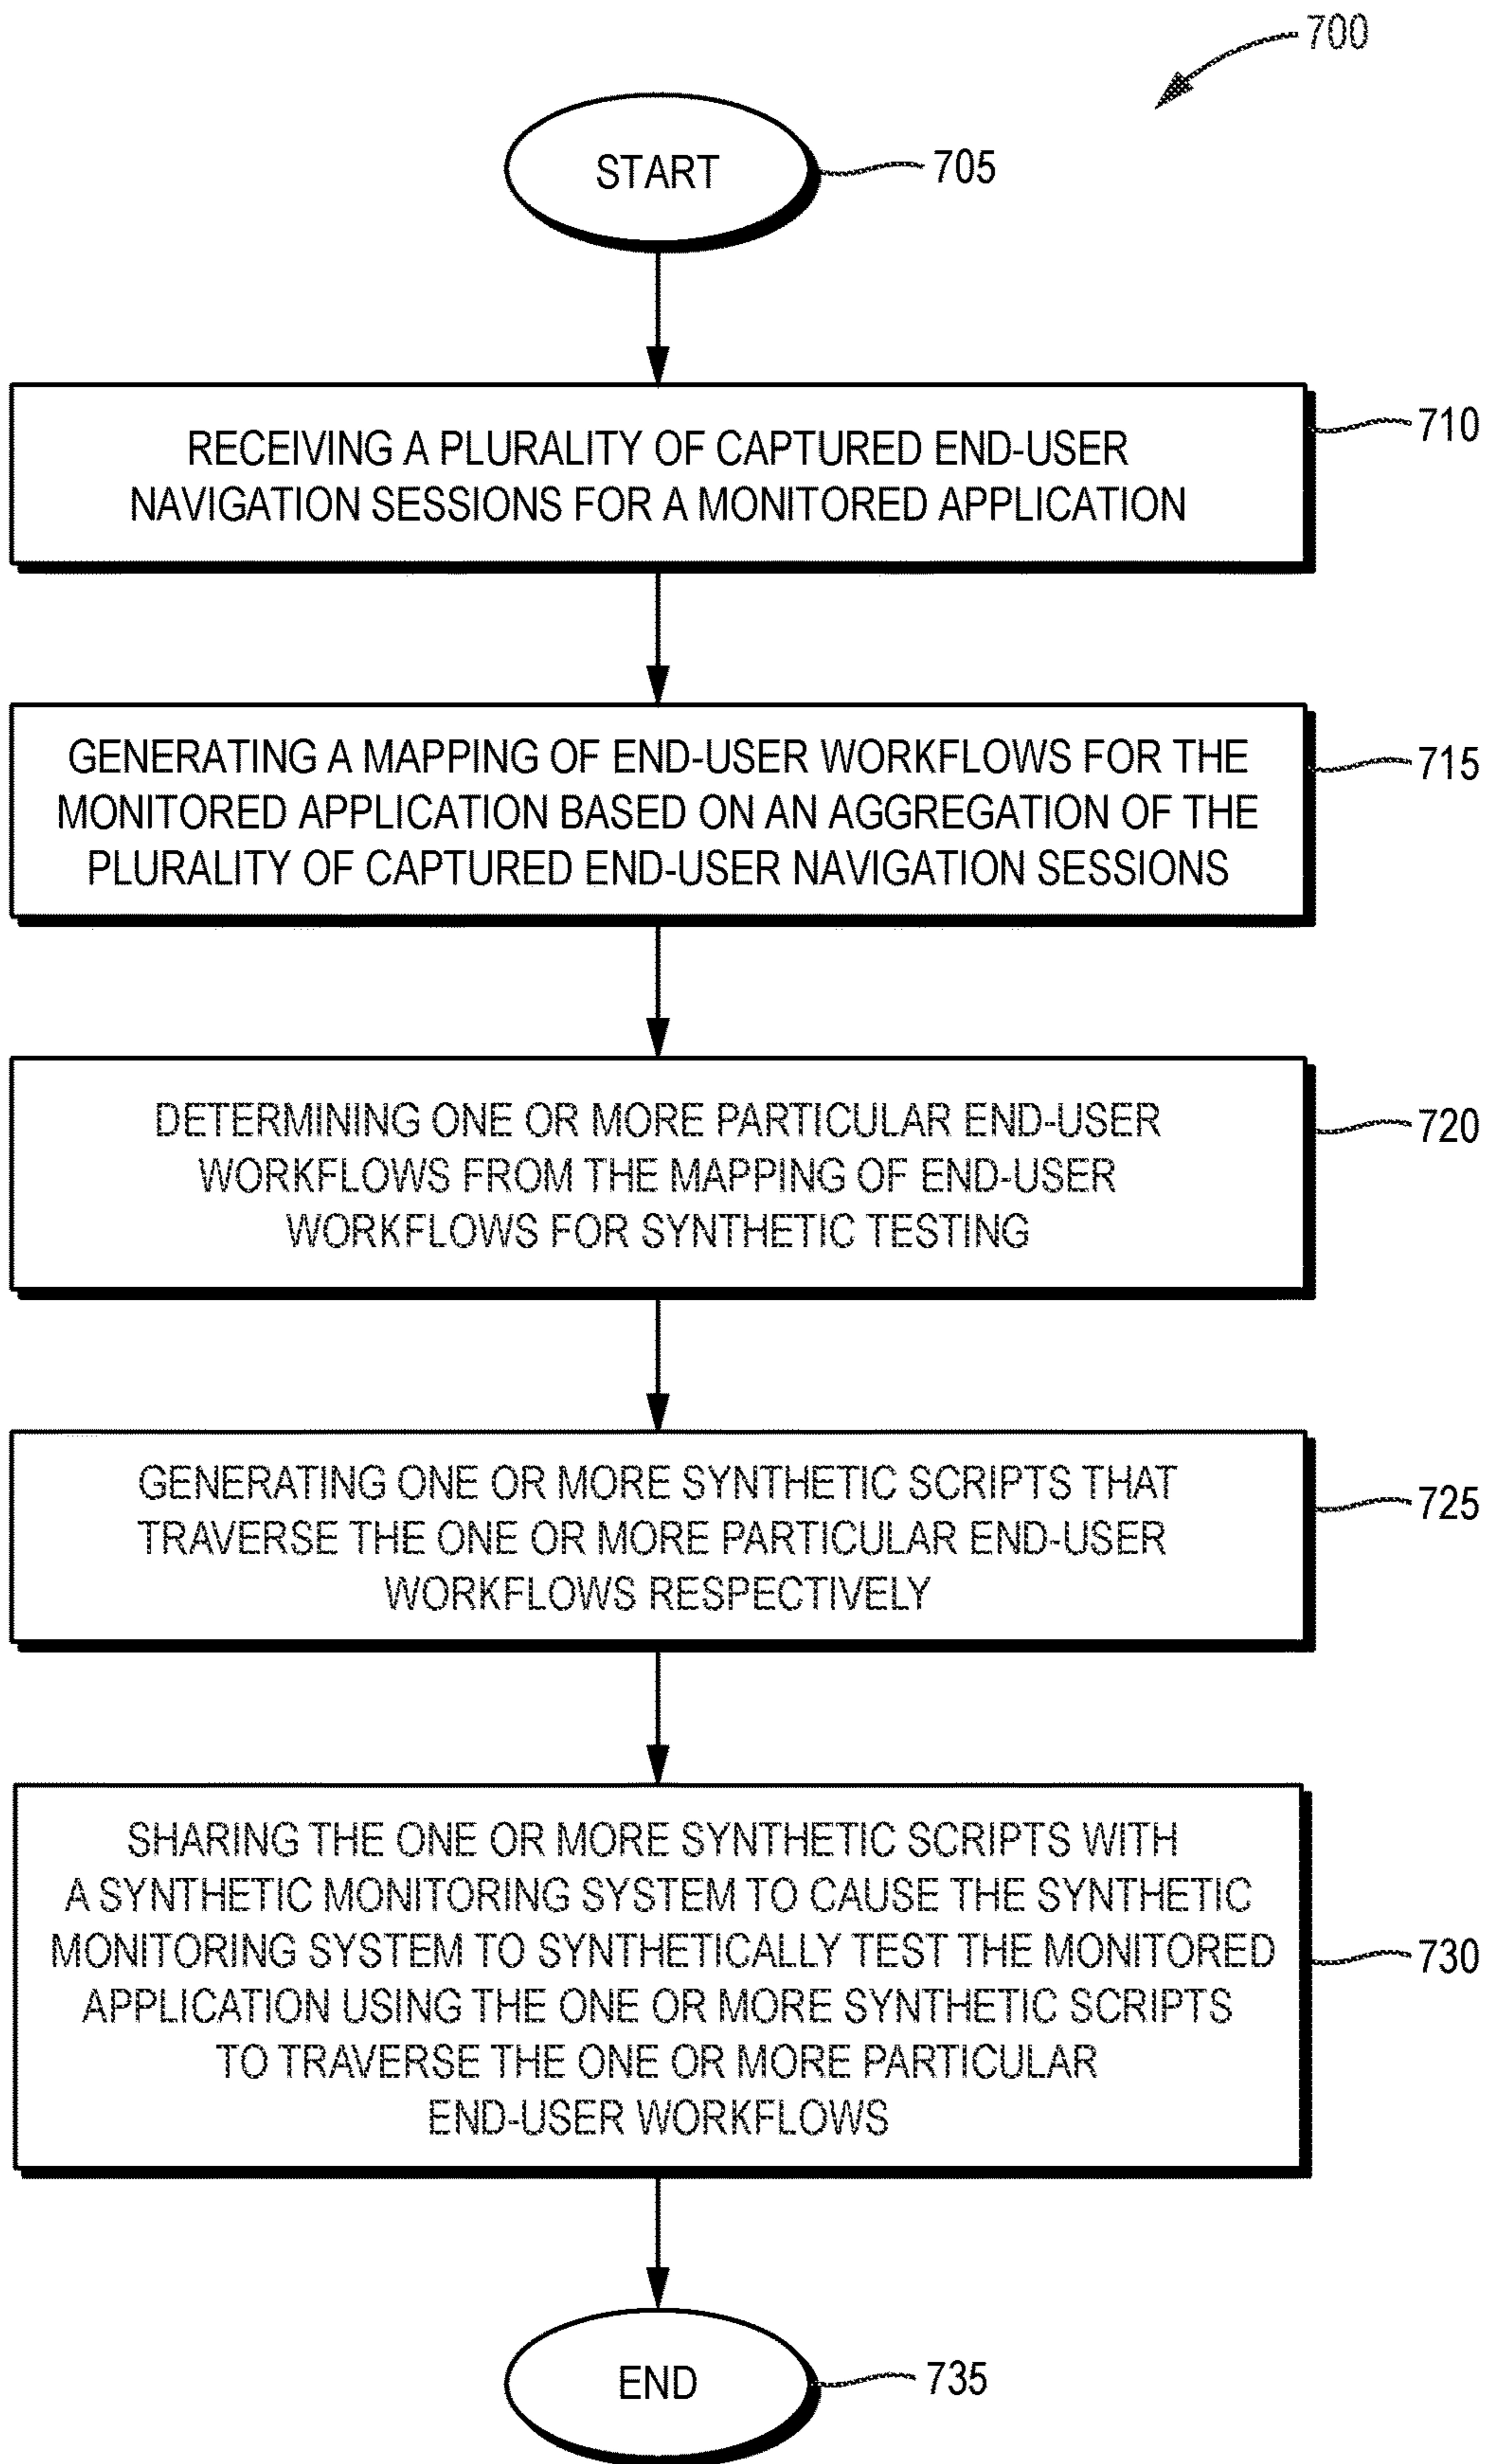 700
START
705
RECEIVING A PLURALITY OF CAPTURED END-USER
NAVIGATION SESSIONS FOR A MONITORED APPLICATION
710
GENERATING A MAPPING OF END-USER WORKFLOWS FOR THE
MONITORED APPLICATION BASED ON AN AGGREGATION OF THE
PLURALITY OF CAPTURED END-USER NAVIGATION SESSIONS
715
DETERMINING ONE OR MORE PARTICULAR END-USER
WORKFLOWS FROM THE MAPPING OF END-USER
WORKFLOWS FOR SYNTHETIC TESTING
720
GENERATING ONE OR MORE SYNTHETIC SCRIPTS THAT
TRAVERSE THE ONE OR MORE PARTICULAR END-USER
WORKFLOWS RESPECTIVELY
725
SHARING THE ONE OR MORE SYNTHETIC SCRIPTS WITH
A SYNTHETIC MONITORING SYSTEM TO CAUSE THE SYNTHETIC
MONITORING SYSTEM TO SYNTHETICALLY TEST THE MONITORED
APPLICATION USING THE ONE OR MORE SYNTHETIC SCRIPTS
TO TRAVERSE THE ONE OR MORE PARTICULAR
END-USER WORKFLOWS
730
END
735